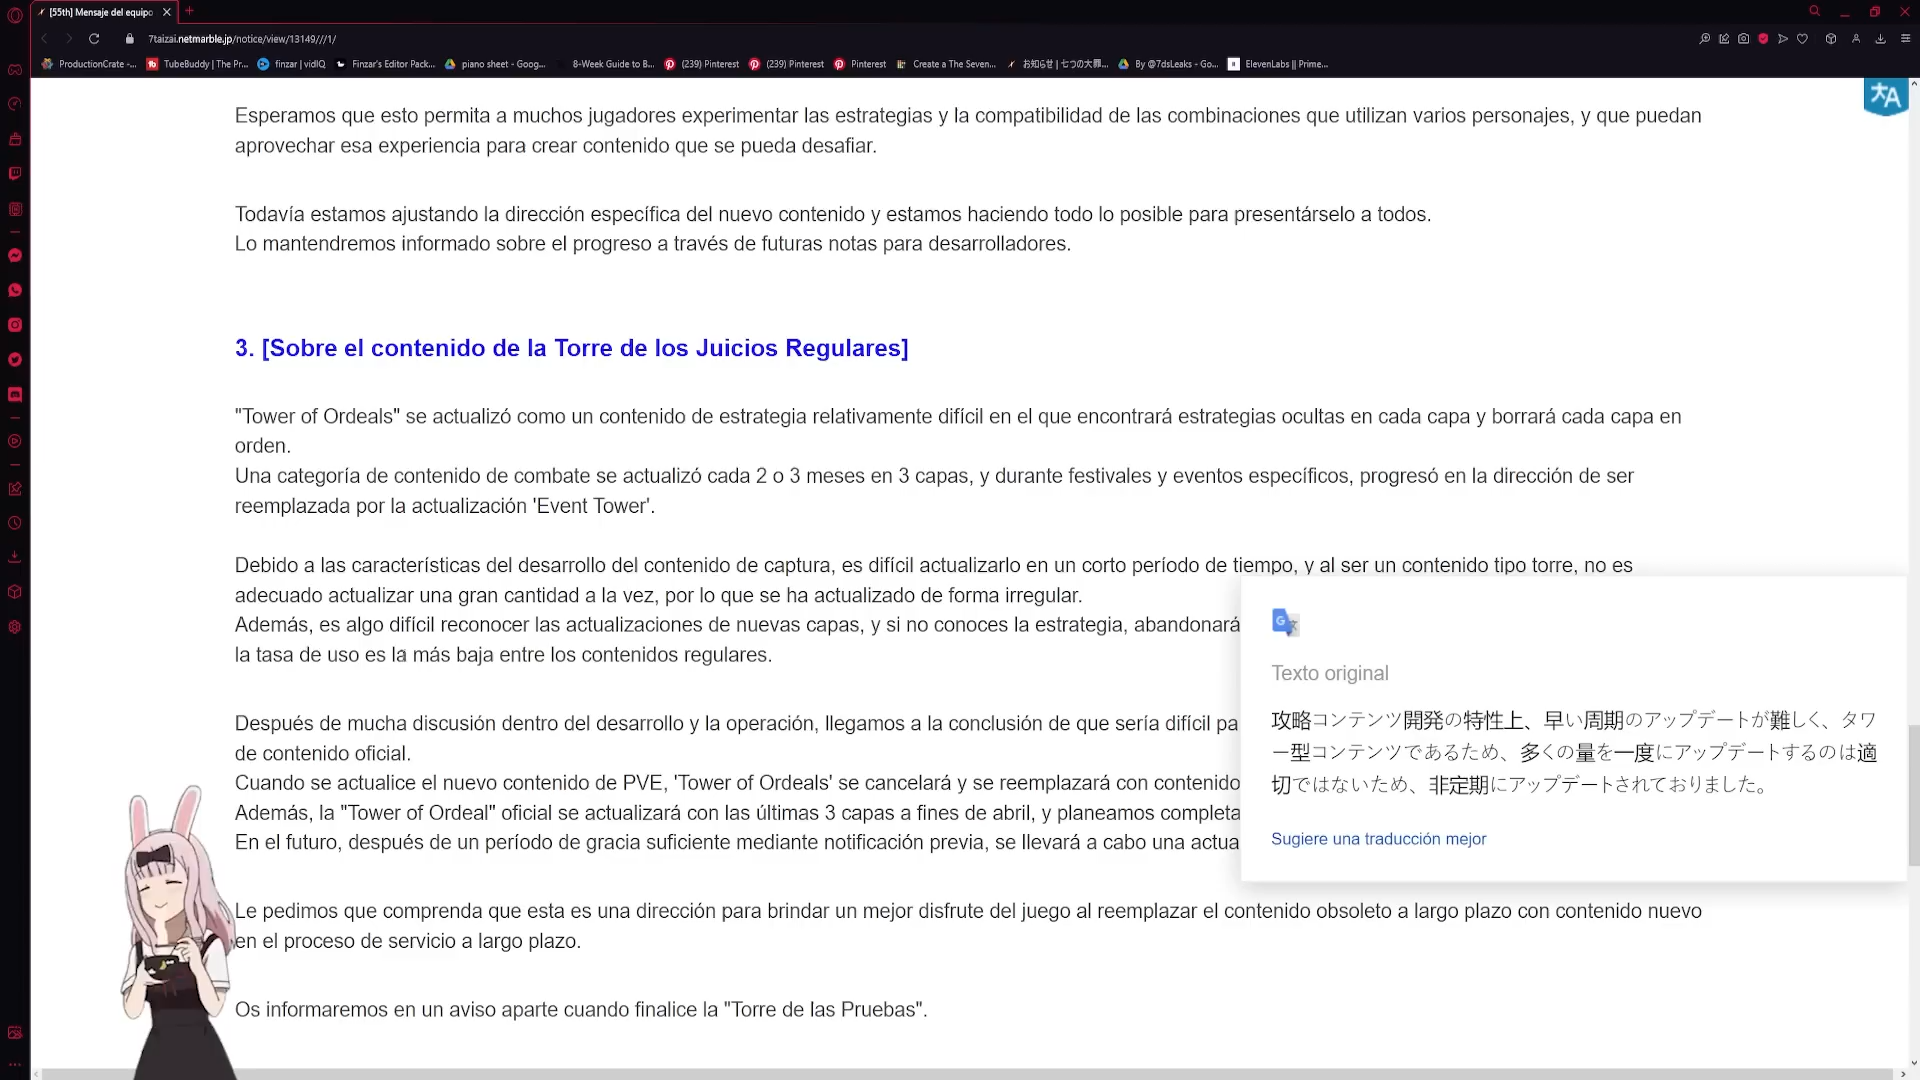 [55th] Mensaje del equipo
7taizai.netmarble.jp/notice/view/13149///1/
ProductionCrate -... TubeBuddy | The Pr... finzar | vidIQ Finzar's Editor Pack... piano sheet - Goog... 8-Week Guide to B... (239) Pinterest (239) Pinterest Pinterest Create a The Seven... お知らせ | 七つの大罪... By @7dsLeaks - Go... ElevenLabs || Prime...
Esperamos que esto permita a muchos jugadores experimentar las estrategias y la compatibilidad de las combinaciones que utilizan varios personajes, y que puedan
aprovechar esa experiencia para crear contenido que se pueda desafiar.
Todavía estamos ajustando la dirección específica del nuevo contenido y estamos haciendo todo lo posible para presentárselo a todos.
Lo mantendremos informado sobre el progreso a través de futuras notas para desarrolladores.
3. [Sobre el contenido de la Torre de los Juicios Regulares]
"Tower of Ordeals" se actualizó como un contenido de estrategia relativamente difícil en el que encontrará estrategias ocultas en cada capa y borrará cada capa en
orden.
Una categoría de contenido de combate se actualizó cada 2 o 3 meses en 3 capas, y durante festivales y eventos específicos, progresó en la dirección de ser
reemplazada por la actualización 'Event Tower'.
Debido a las características del desarrollo del contenido de captura, es difícil actualizarlo en un corto período de tiempo, y al ser un contenido tipo torre, no es
adecuado actualizar una gran cantidad a la vez, por lo que se ha actualizado de forma irregular.
Además, es algo difícil reconocer las actualizaciones de nuevas capas, y si no conoces la estrategia, abandonará
la tasa de uso es la más baja entre los contenidos regulares.
Después de mucha discusión dentro del desarrollo y la operación, llegamos a la conclusión de que sería difícil pa
de contenido oficial.
Cuando se actualice el nuevo contenido de PVE, 'Tower of Ordeals' se cancelará y se reemplazará con contenido
Además, la "Tower of Ordeal" oficial se actualizará con las últimas 3 capas a fines de abril, y planeamos completa
En el futuro, después de un período de gracia suficiente mediante notificación previa, se llevará a cabo una actua
Le pedimos que comprenda que esta es una dirección para brindar un mejor disfrute del juego al reemplazar el contenido obsoleto a largo plazo con contenido nuevo
en el proceso de servicio a largo plazo.
Os informaremos en un aviso aparte cuando finalice la "Torre de las Pruebas".
Texto original
攻略コンテンツ開発の特性上、早い周期のアップデートが難しく、タワ
ー型コンテンツであるため、多くの量を一度にアップデートするのは適
切ではないため、非定期にアップデートされておりました。
Sugiere una traducción mejor